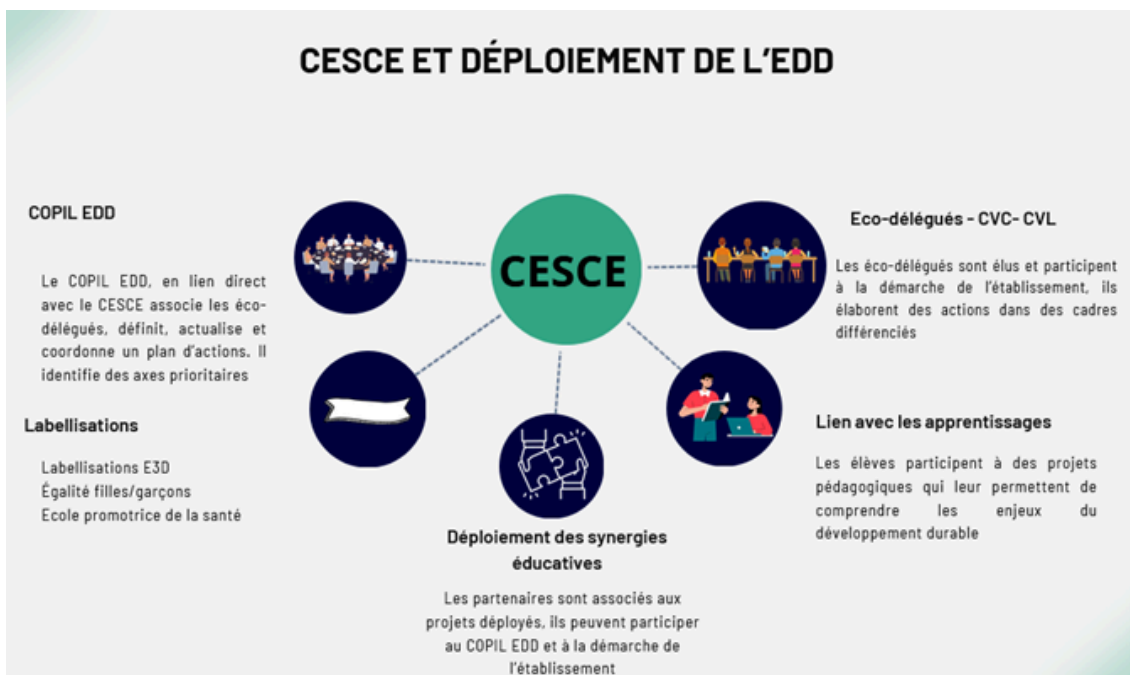 CESCE ET DÉPLOIEMENT DE L'EDD
COPIL EDD
Le COPIL EDD, en lien direct
avec le CESCE associe les éco-
délégués, définit, actualise et
coordonne un plan d'actions. Il
identifie des axes prioritaires
Labellisations
Labellisations E3D
Égalité filles/garçons
Ecole promotrice de la santé
CESCE
Déploiement des synergies
éducatives
Les partenaires sont associés aux
projets déployés, ils peuvent participer
au COPIL EDD et à la démarche de
l'établissement
Eco-délégués - CVC- CVL
Les éco-délégués sont élus et participent
à la démarche de l'établissement, ils
élaborent des actions dans des cadres
différenciés
Lien avec les apprentissages
Les élèves participent à des projets
pédagogiques qui leur permettent de
comprendre les enjeux du
développement durable